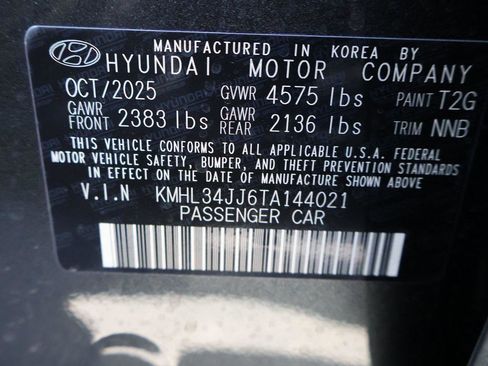 MANUFACTURED IN KOREA BY
HYUNDAI MOTOR COMPANY
OCT/2025 GVWR 4575 lbs PAINT T2G
GAWR FRONT 2383 lbs GAWR REAR 2136 lbs TRIM NNB
THIS VEHICLE CONFORMS TO ALL APPLICABLE U.S. FEDERAL
MOTOR VEHICLE SAFETY, BUMPER, AND THEFT PREVENTION STANDARDS
IN EFFECT ON THE DATE OF MANUFACTURE SHOWN ABOVE
V.I.N KMHL34JJ6TA144021
PASSENGER CAR